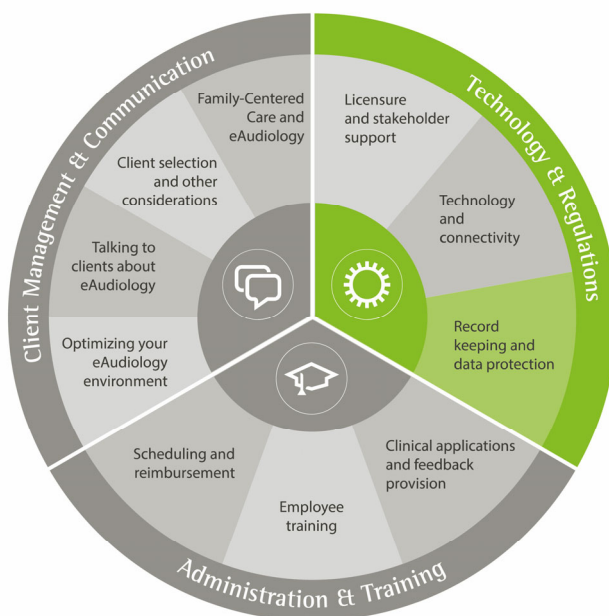 Client Management & Communication
Technology & Regulations
Administration & Training
Family-Centered
Care and
eAudiology
Client selection
and other
considerations
Talking to
clients about
eAudiology
Optimizing your
eAudiology
environment
Licensure
and stakeholder
support
Technology
and
connectivity
Record
keeping and
data protection
Clinical applications
and feedback
provision
Employee
training
Scheduling and
reimbursement